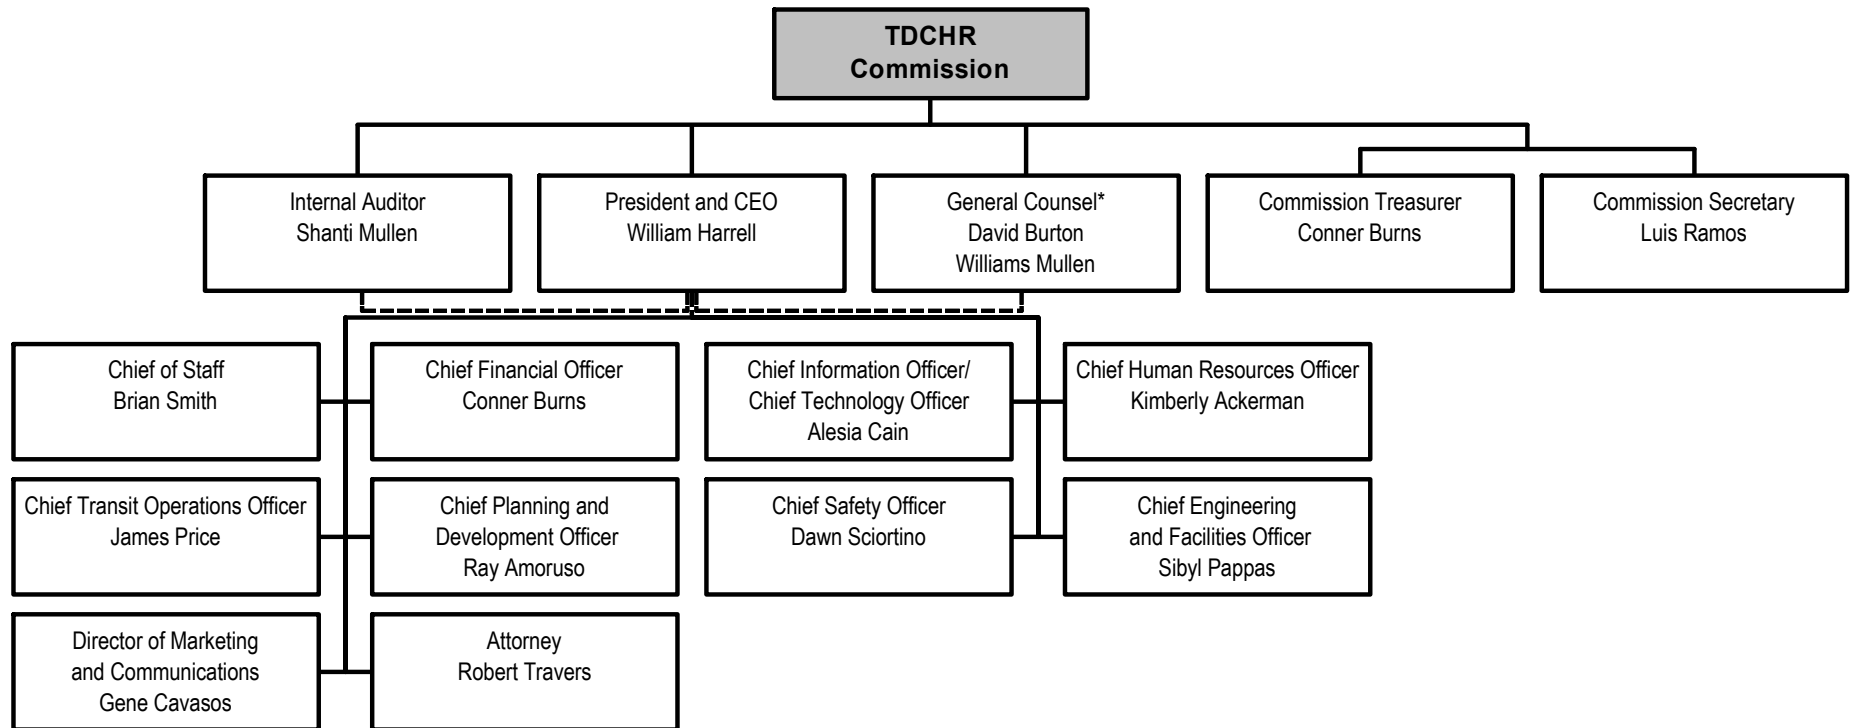 TDCHR
Commission
Internal Auditor
Shanti Mullen
President and CEO
William Harrell
General Counsel*
David Burton
Williams Mullen
Commission Treasurer
Conner Burns
Commission Secretary
Luis Ramos
Chief of Staff
Brian Smith
Chief Financial Officer
Conner Burns
Chief Information Officer/
Chief Technology Officer
Alesia Cain
Chief Human Resources Officer
Kimberly Ackerman
Chief Transit Operations Officer
James Price
Chief Planning and
Development Officer
Ray Amoruso
Chief Safety Officer
Dawn Sciortino
Chief Engineering
and Facilities Officer
Sibyl Pappas
Director of Marketing
and Communications
Gene Cavasos
Attorney
Robert Travers